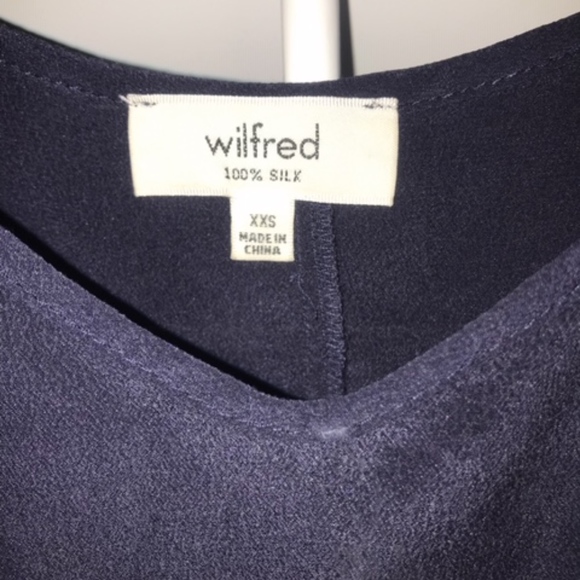 wilfred
100% SILK
XXS
MADE IN
CHINA